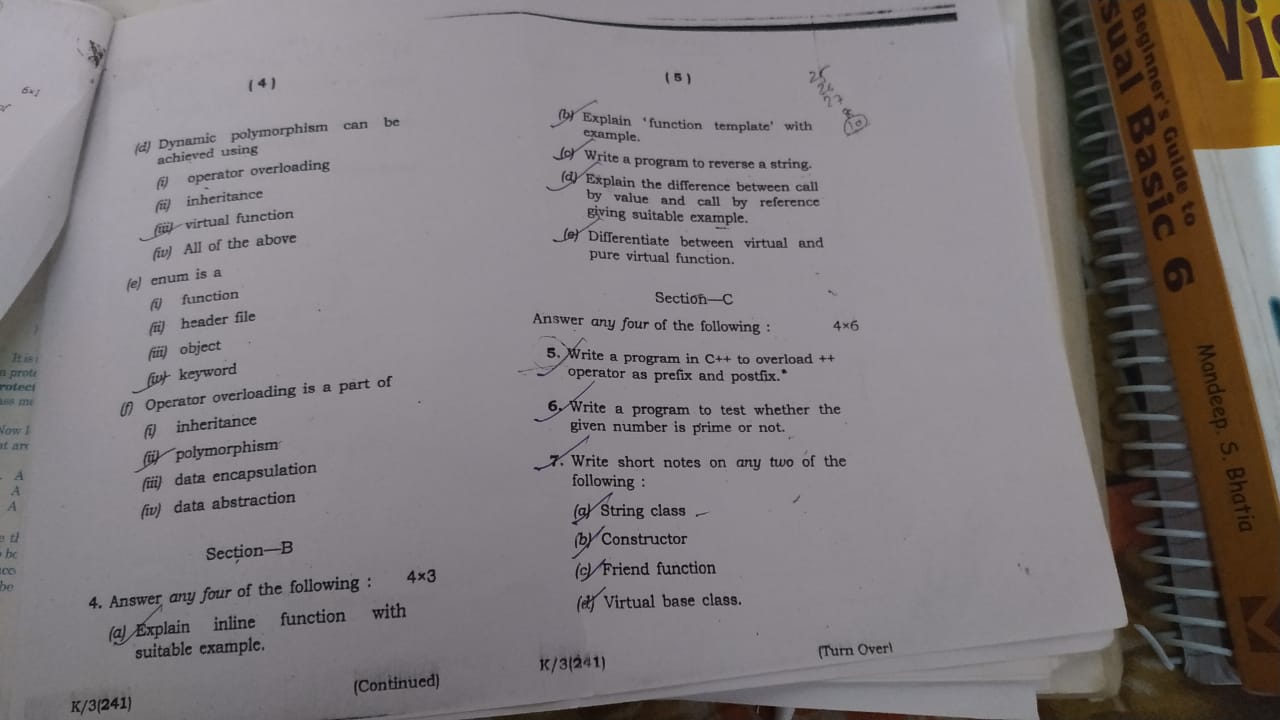 ( 4 )
(d) Dynamic polymorphism can be
achieved using
(i) operator overloading
(ii) inheritance
(iii) virtual function
(iv) All of the above
(e) enum is a
(i) function
(ii) header file
(iii) object
(iv) keyword
(f) Operator overloading is a part of
(i) inheritance
(ii) polymorphism
(iii) data encapsulation
(iv) data abstraction
Section—B
4. Answer any four of the following : 4×3
(a) Explain inline function with
suitable example.
K/3(241)
(Continued)
( 5 )
25
26
27
10
(b) Explain ‘function template’ with
example.
(c) Write a program to reverse a string.
(d) Explain the difference between call
by value and call by reference
giving suitable example.
(e) Differentiate between virtual and
pure virtual function.
Section—C
Answer any four of the following : 4×6
5. Write a program in C++ to overload ++
operator as prefix and postfix.
6. Write a program to test whether the
given number is prime or not.
7. Write short notes on any two of the
following :
(a) String class
(b) Constructor
(c) Friend function
(d) Virtual base class.
K/3(241)
(Turn Over)
6×1
It is
rotect
Now
A
A
A
be
Beginner's Guide to
sual Basic 6
Mandeep. S. Bhatia
Vis